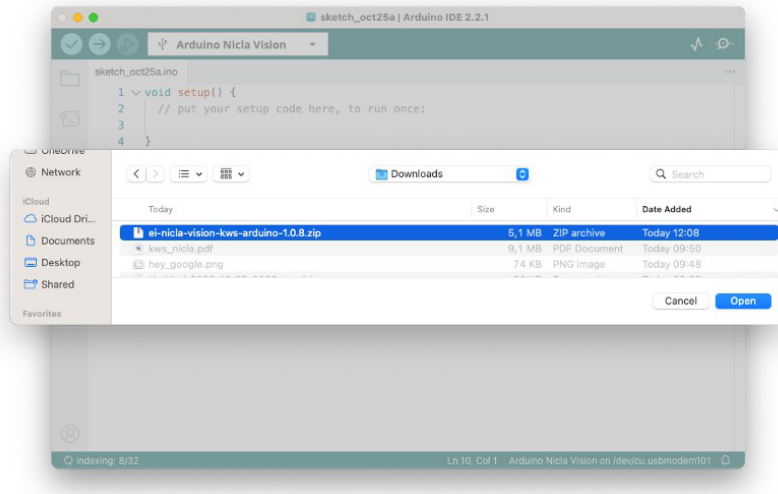 sketch_oct25a | Arduino IDE 2.2.1
Arduino Nicla Vision
sketch_oct25a.ino
1 void setup() {
2 // put your setup code here, to run once:
3
4 }
OneDrive
Network
iCloud
iCloud Dri...
Documents
Desktop
Shared
Favorites
Downloads
Search
Today Size Kind Date Added
ei-nicla-vision-kws-arduino-1.0.8.zip 5,1 MB ZIP archive Today 12:08
kws_nicla.pdf 9,1 MB PDF Document Today 09:50
hey_google.png 74 KB PNG image Today 09:48
Cancel Open
indexing: 8/32 Ln 10, Col 1 Arduino Nicla Vision on /dev/cu.usbmodem101